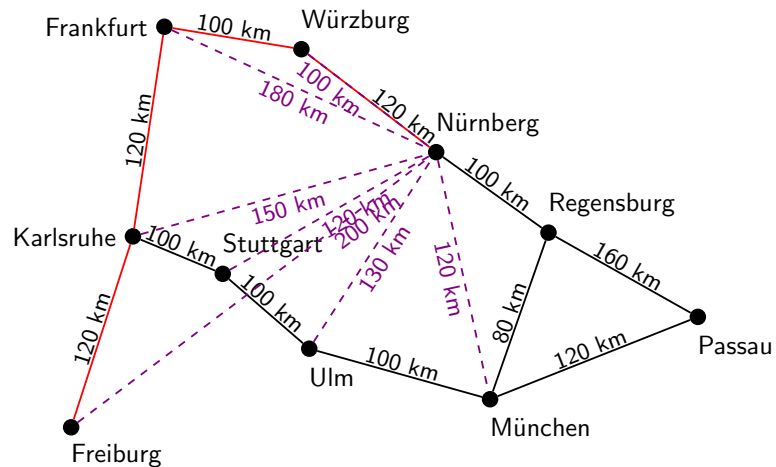 Würzburg
Frankfurt
100 km
100 km
180 km
120 km
Nürnberg
120 km
100 km
Regensburg
150 km
120 km
200 km
Karlsruhe
100 km
Stuttgart
130 km
120 km
160 km
100 km
80 km
120 km
100 km
120 km
Passau
Ulm
München
Freiburg